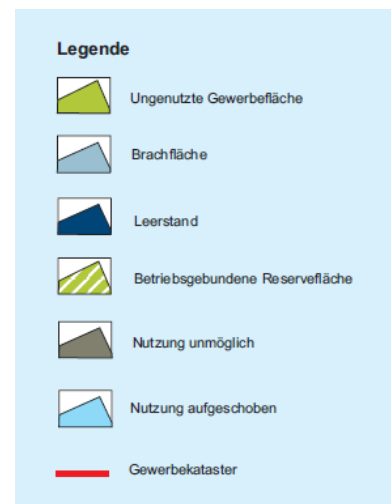 Legende
Ungenutzte Gewerbefläche
Brachfläche
Leerstand
Betriebsgebundene Reservefläche
Nutzung unmöglich
Nutzung aufgeschoben
Gewerbekataster